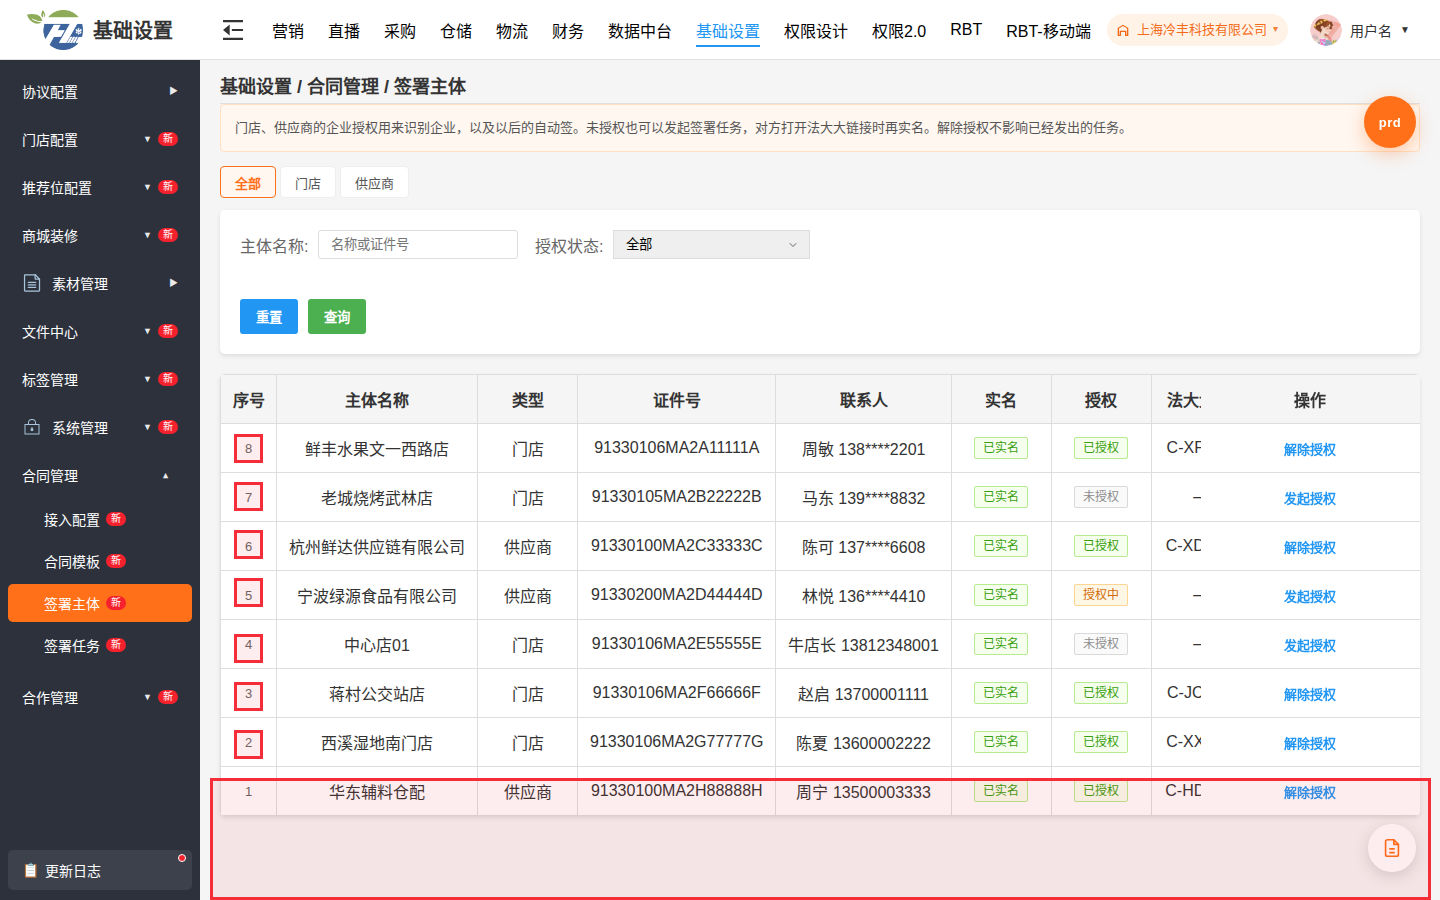 基础设置
营销 直播 采购 仓储 物流 财务 数据中台 基础设置 权限设计 权限2.0 RBT RBT-移动端
上海冷丰科技有限公司 ▾
用户名 ▼
协议配置 ▶
门店配置 ▼ 新
推荐位配置 ▼ 新
商城装修 ▼ 新
素材管理 ▶
文件中心 ▼ 新
标签管理 ▼ 新
系统管理 ▼ 新
合同管理 ▲
接入配置 新
合同模板 新
签署主体 新
签署任务 新
合作管理 ▼ 新
更新日志
基础设置 / 合同管理 / 签署主体
门店、供应商的企业授权用来识别企业，以及以后的自动签。未授权也可以发起签署任务，对方打开法大大链接时再实名。解除授权不影响已经发出的任务。
prd
全部 门店 供应商
主体名称: 名称或证件号 授权状态: 全部
重置 查询
序号 主体名称 类型 证件号 联系人 实名 授权 法大 操作
8 鲜丰水果文一西路店 门店 91330106MA2A11111A 周敏 138****2201 已实名 已授权 C-XF 解除授权
7 老城烧烤武林店 门店 91330105MA2B22222B 马东 139****8832 已实名 未授权 – 发起授权
6 杭州鲜达供应链有限公司 供应商 91330100MA2C33333C 陈可 137****6608 已实名 已授权 C-XD 解除授权
5 宁波绿源食品有限公司 供应商 91330200MA2D44444D 林悦 136****4410 已实名 授权中 – 发起授权
4 中心店01 门店 91330106MA2E55555E 牛店长 13812348001 已实名 未授权 – 发起授权
3 蒋村公交站店 门店 91330106MA2F66666F 赵启 13700001111 已实名 已授权 C-JC 解除授权
2 西溪湿地南门店 门店 91330106MA2G77777G 陈夏 13600002222 已实名 已授权 C-XX 解除授权
1 华东辅料仓配 供应商 91330100MA2H88888H 周宁 13500003333 已实名 已授权 C-HD 解除授权